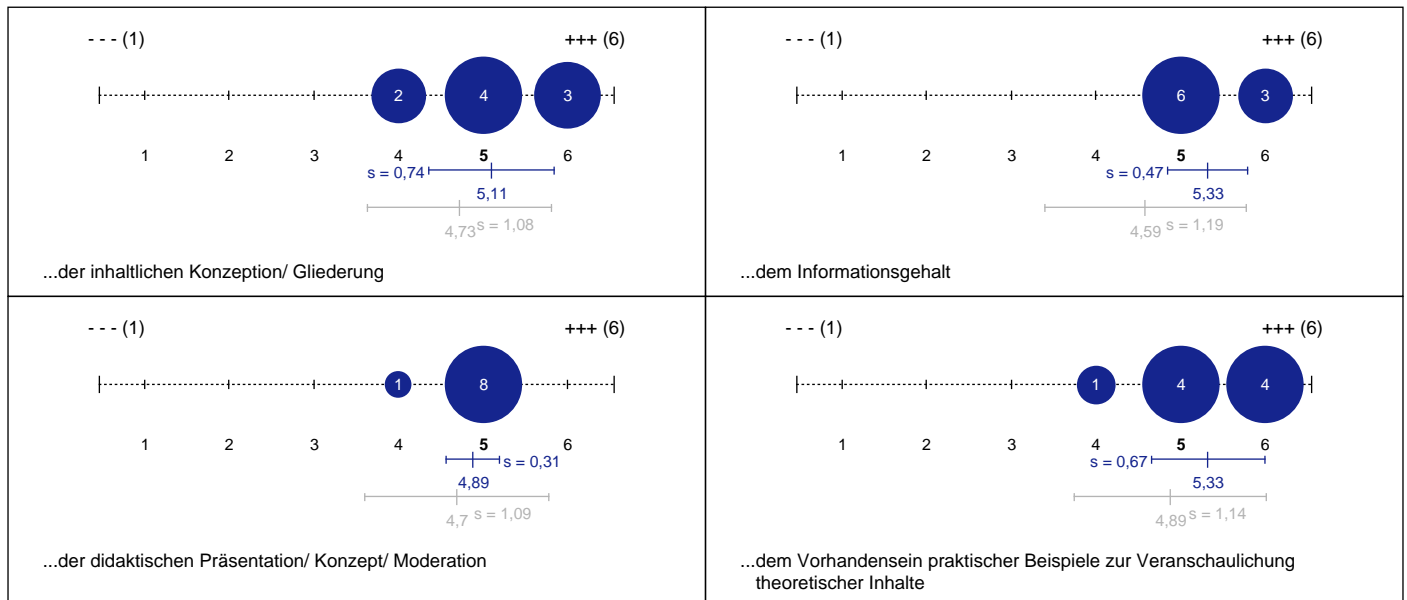 - - - (1)
+++ (6)
2
4
3
1
2
3
4
5
6
s = 0,74
5,11
4,73
s = 1,08
...der inhaltlichen Konzeption/ Gliederung
- - - (1)
+++ (6)
6
3
1
2
3
4
5
6
s = 0,47
5,33
4,59
s = 1,19
...dem Informationsgehalt
- - - (1)
+++ (6)
1
8
1
2
3
4
5
6
s = 0,31
4,89
4,7
s = 1,09
...der didaktischen Präsentation/ Konzept/ Moderation
- - - (1)
+++ (6)
1
4
4
1
2
3
4
5
6
s = 0,67
5,33
4,89
s = 1,14
...dem Vorhandensein praktischer Beispiele zur Veranschaulichung
theoretischer Inhalte